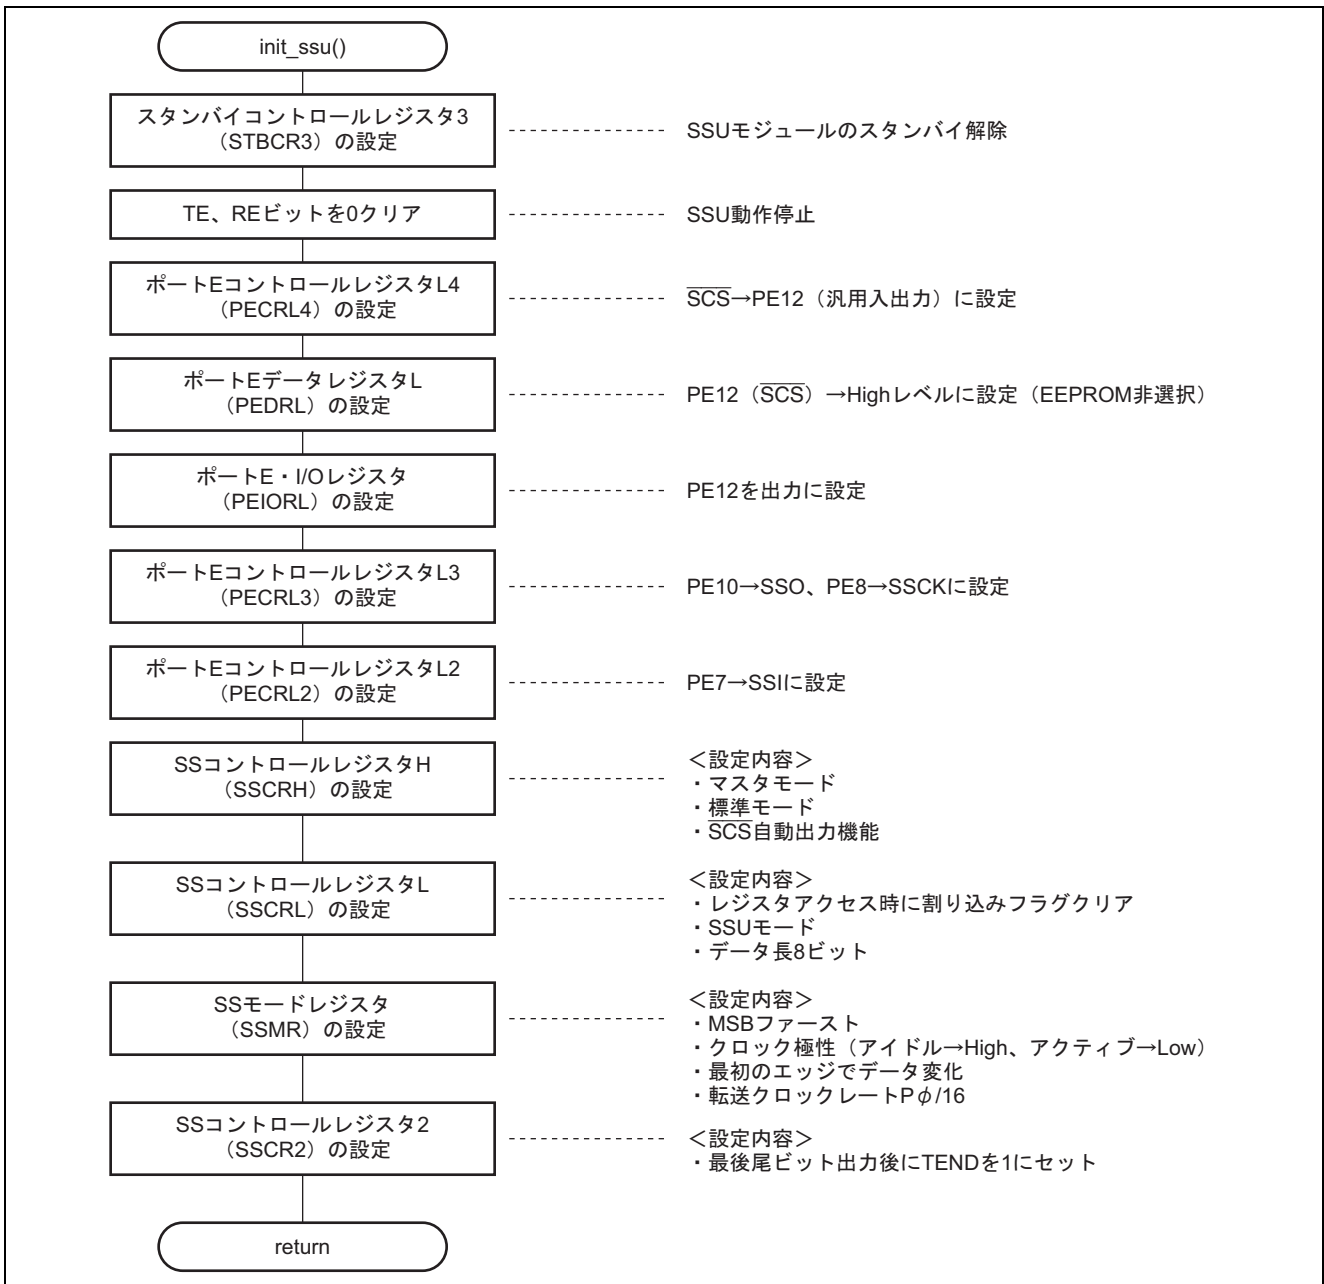 init_ssu()
スタンバイコントロールレジスタ3
（STBCR3）の設定
SSUモジュールのスタンバイ解除
TE、REビットを0クリア
SSU動作停止
ポートEコントロールレジスタL4
（PECRL4）の設定
SCS→PE12（汎用入出力）に設定
ポートEデータレジスタL
（PEDRL）の設定
PE12（SCS）→Highレベルに設定（EEPROM非選択）
ポートE・I/Oレジスタ
（PEIORL）の設定
PE12を出力に設定
ポートEコントロールレジスタL3
（PECRL3）の設定
PE10→SSO、PE8→SSCKに設定
ポートEコントロールレジスタL2
（PECRL2）の設定
PE7→SSIに設定
SSコントロールレジスタH
（SSCRH）の設定
＜設定内容＞
・マスタモード
・標準モード
・SCS自動出力機能
SSコントロールレジスタL
（SSCRL）の設定
＜設定内容＞
・レジスタアクセス時に割り込みフラグクリア
・SSUモード
・データ長8ビット
SSモードレジスタ
（SSMR）の設定
＜設定内容＞
・MSBファースト
・クロック極性（アイドル→High、アクティブ→Low）
・最初のエッジでデータ変化
・転送クロックレートPφ/16
SSコントロールレジスタ2
（SSCR2）の設定
＜設定内容＞
・最後尾ビット出力後にTENDを1にセット
return